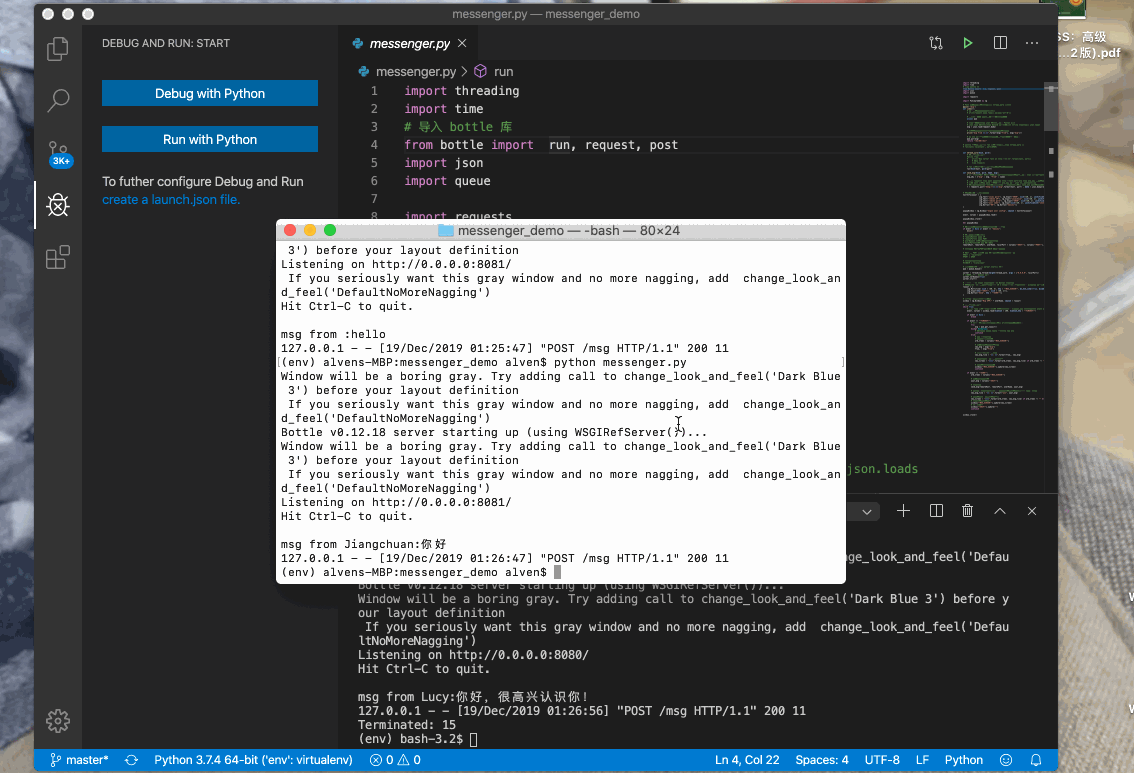 messenger.py — messenger_demo
DEBUG AND RUN: START
Debug with Python
Run with Python
To futher configure Debug and Run
create a launch.json file.
3K+
messenger.py
messenger.py > run
1 import threading
2 import time
3 # 导入 bottle 库
4 from bottle import  run, request, post
5 import json
6 import queue
7
8 import requests
json.loads
SS: 高级
...2版).pdf
messenger_demo — -bash — 80×24
3') before your layout definition
Listening on http://0.0.0.0:8081/
If you seriously want this gray window and no more nagging, add  change_look_an
d_feel('DefaultNoMoreNagging')
Hit Ctrl-C to quit.
msg from :hello
127.0.0.1 - - [19/Dec/2019 01:25:47] "POST /msg HTTP/1.1" 200 11
[(env) alvens-MBP:messenger_demo alven$ python messenger.py ]
Window will be a boring gray. Try adding call to change_look_and_feel('Dark Blue
3') before your layout definition
If you seriously want this gray window and no more nagging, add  change_look_an
d_feel('DefaultNoMoreNagging')
Bottle v0.12.18 server starting up (using WSGIRefServer())...
Window will be a boring gray. Try adding call to change_look_and_feel('Dark Blue
3') before your layout definition
If you seriously want this gray window and no more nagging, add  change_look_an
d_feel('DefaultNoMoreNagging')
Listening on http://0.0.0.0:8081/
Hit Ctrl-C to quit.
msg from Jiangchuan:你好
127.0.0.1 - - [19/Dec/2019 01:26:47] "POST /msg HTTP/1.1" 200 11
(env) alvens-MBP:messenger_demo alven$
ge_look_and_feel('Defau
Bottle v0.12.18 server starting up (using WSGIRefServer())...
Window will be a boring gray. Try adding call to change_look_and_feel('Dark Blue 3') before y
our layout definition
If you seriously want this gray window and no more nagging, add  change_look_and_feel('Defau
ltNoMoreNagging')
Listening on http://0.0.0.0:8080/
Hit Ctrl-C to quit.
msg from Lucy:你好，很高兴认识你！
127.0.0.1 - - [19/Dec/2019 01:26:56] "POST /msg HTTP/1.1" 200 11
Terminated: 15
(env) bash-3.2$
master* Python 3.7.4 64-bit ('env': virtualenv) 0 0 Ln 4, Col 22 Spaces: 4 UTF-8 LF Python